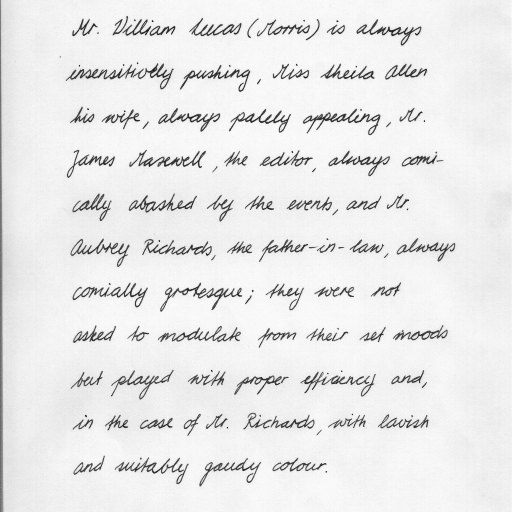 Mr. William Lucas (Morris) is always
insensitively pushing, Miss Sheila Allen
his wife, always palely appealing, Mr.
James Maxwell, the editor, always comi-
cally abashed by the events, and Mr.
Aubrey Richards, the father-in-law, always
comially grotesque; they were not
asked to modulate from their set moods
but played with proper efficiency and,
in the case of Mr. Richards, with lavish
and suitably gaudy colour.